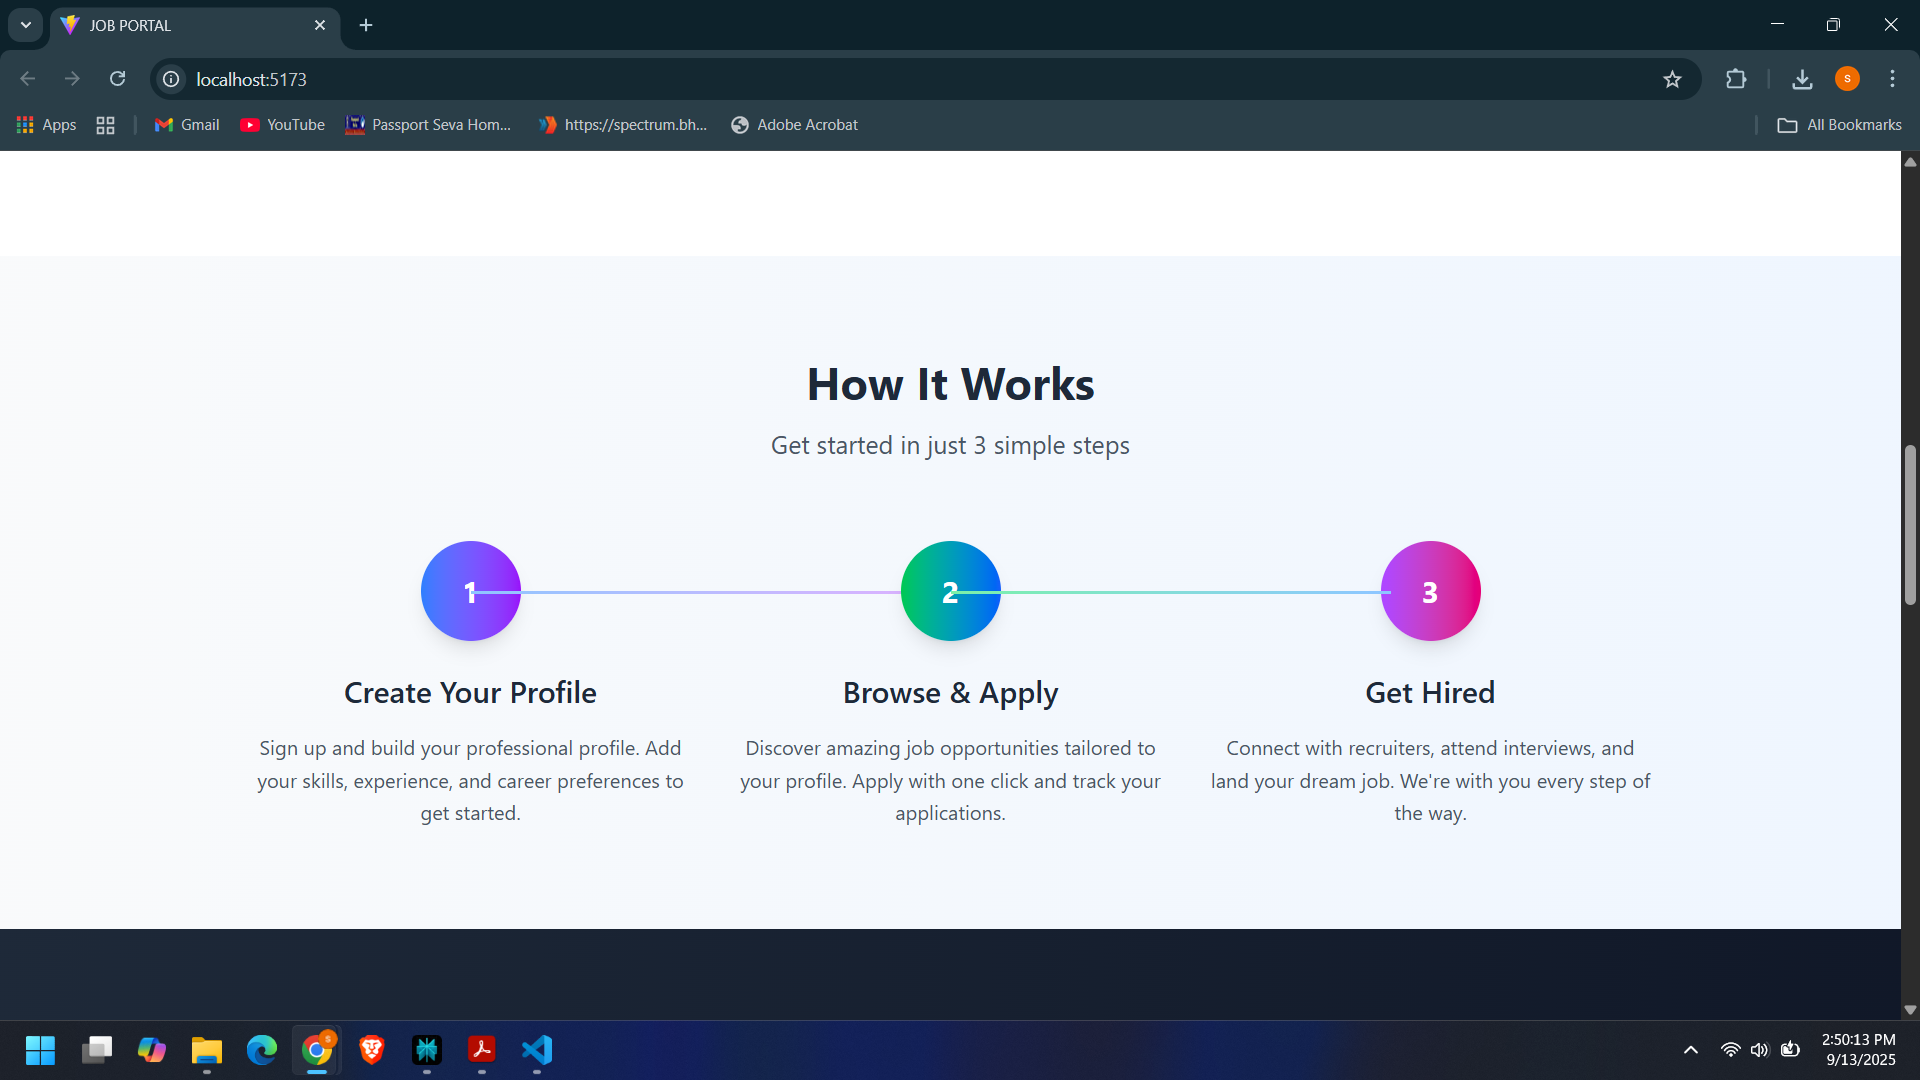 JOB PORTAL
localhost:5173
S
Apps
Gmail
YouTube
Passport Seva Hom...
https://spectrum.bh...
Adobe Acrobat
All Bookmarks
How It Works
Get started in just 3 simple steps
1
2
3
Create Your Profile
Sign up and build your professional profile. Add
your skills, experience, and career preferences to
get started.
Browse & Apply
Discover amazing job opportunities tailored to
your profile. Apply with one click and track your
applications.
Get Hired
Connect with recruiters, attend interviews, and
land your dream job. We're with you every step of
the way.
S
2:50:13 PM
9/13/2025